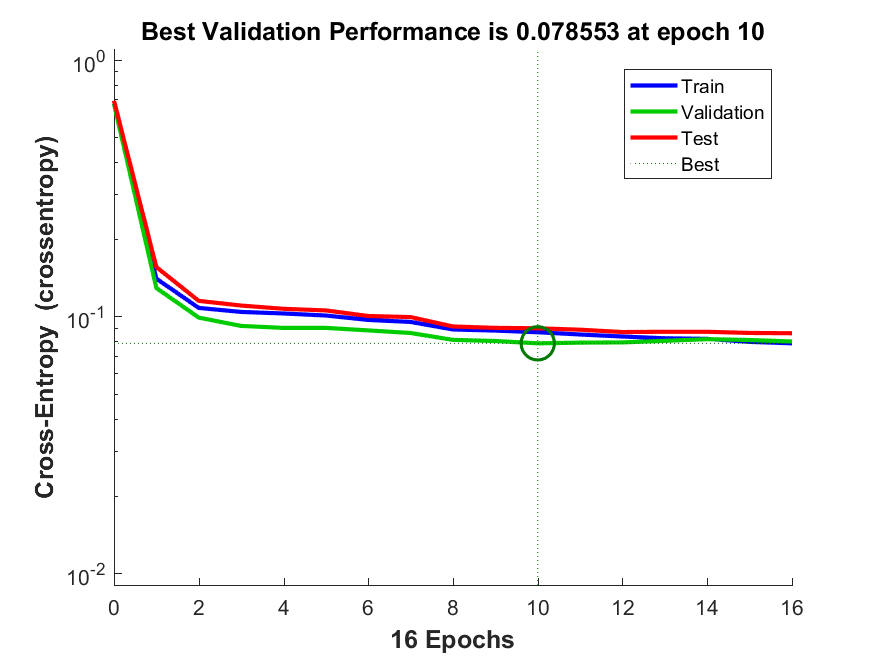 Best Validation Performance is 0.078553 at epoch 10
10^0
10^-1
10^-2
Cross-Entropy (crossentropy)
Train
Validation
Test
Best
0 2 4 6 8 10 12 14 16
16 Epochs